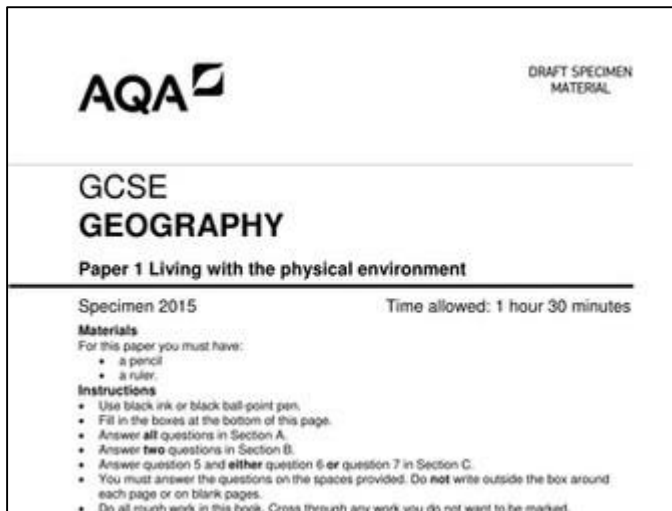 AQA
DRAFT SPECIMEN
MATERIAL
GCSE
GEOGRAPHY
Paper 1 Living with the physical environment
Specimen 2015 Time allowed: 1 hour 30 minutes
Materials
For this paper you must have:
• a pencil
• a ruler.
Instructions
• Use black ink or black ball-point pen.
• Fill in the boxes at the bottom of this page.
• Answer all questions in Section A.
• Answer two questions in Section B.
• Answer question 5 and either question 6 or question 7 in Section C.
• You must answer the questions on the spaces provided. Do not write outside the box around
each page or on blank pages.
• Do all rough work in this book. Cross through any work you do not want to be marked.